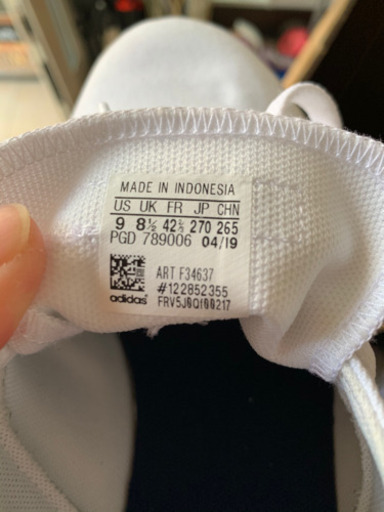 MADE IN INDONESIA
US UK FR JP CHN
9 8½ 42⅔ 270 265
PGD 789006 04/19
ART F34637
#122852355
adidas FRV5J0Q100217